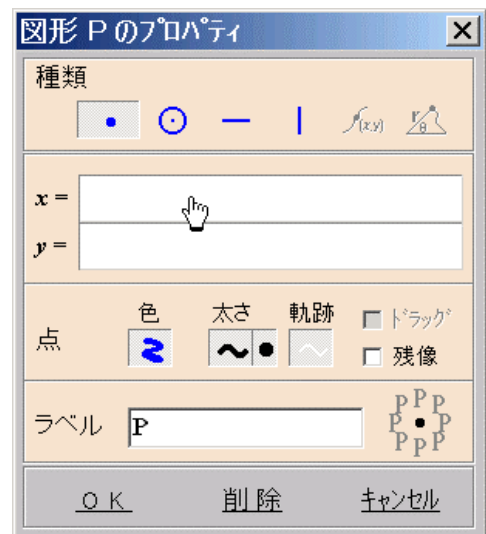 図形 P のﾌﾟﾛﾊﾟﾃｨ
種類
(x,y) r θ
x =
y =
点 色 太さ 軌跡 ﾄﾞﾗｯｸﾞ
残像
ラベル P
P P P
P P
P P P
O K 削 除 ｷｬﾝｾﾙ